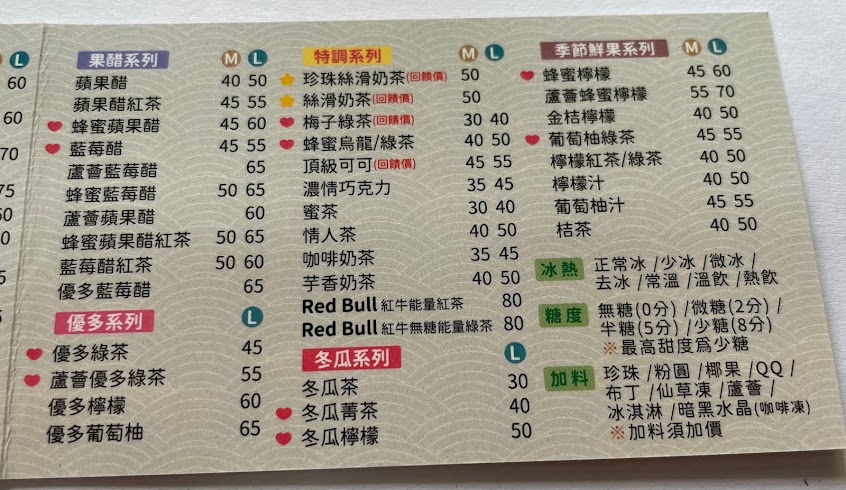 L
60
60
70
果醋系列 M L
蘋果醋 40 50
蘋果醋紅茶 45 55
蜂蜜蘋果醋 45 60
藍莓醋 45 55
蘆薈藍莓醋 65
蜂蜜藍莓醋 50 65
蘆薈蘋果醋 60
蜂蜜蘋果醋紅茶 50 65
藍莓醋紅茶 50 60
優多藍莓醋 65
優多系列 L
優多綠茶 45
蘆薈優多綠茶 55
優多檸檬 60
優多葡萄柚 65
特調系列 M L
珍珠絲滑奶茶(回饋價) 50
絲滑奶茶(回饋價) 50
梅子綠茶(回饋價) 30 40
蜂蜜烏龍/綠茶 40 50
頂級可可(回饋價) 45 55
濃情巧克力 35 45
蜜茶 30 40
情人茶 40 50
咖啡奶茶 35 45
芋香奶茶 40 50
Red Bull 紅牛能量紅茶 80
Red Bull 紅牛無糖能量綠茶 80
冬瓜系列 L
冬瓜茶 30
冬瓜菁茶 40
冬瓜檸檬 50
季節鮮果系列 M L
蜂蜜檸檬 45 60
蘆薈蜂蜜檸檬 55 70
金桔檸檬 40 50
葡萄柚綠茶 45 55
檸檬紅茶/綠茶 40 50
檸檬汁 40 50
葡萄柚汁 45 55
桔茶 40 50
冰熱 正常冰/少冰/微冰/
去冰/常溫/溫飲/熱飲
糖度 無糖(0分)/微糖(2分)/
半糖(5分)/少糖(8分)
※最高甜度為少糖
加料 珍珠/粉圓/椰果/QQ/
布丁/仙草凍/蘆薈/
冰淇淋/暗黑水晶(咖啡凍)
※加料須加價